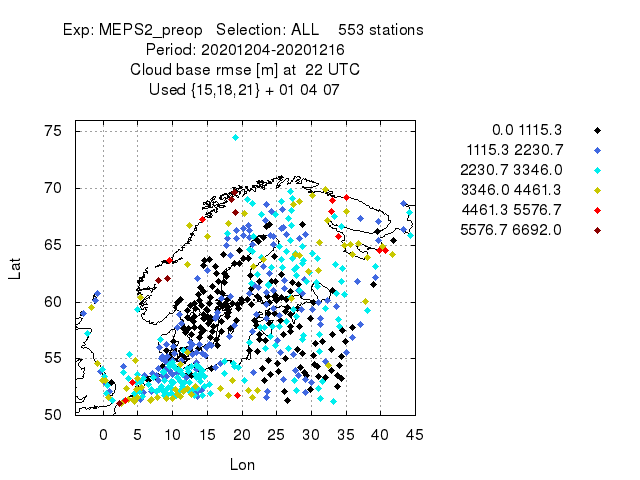 Exp: MEPS2_preop   Selection: ALL    553 stations
Period: 20201204-20201216
Cloud base rmse [m] at  22 UTC
Used {15,18,21} + 01 04 07
0.0 1115.3
1115.3 2230.7
2230.7 3346.0
3346.0 4461.3
4461.3 5576.7
5576.7 6692.0
75
70
65
60
55
50
Lat
0 5 10 15 20 25 30 35 40 45
Lon